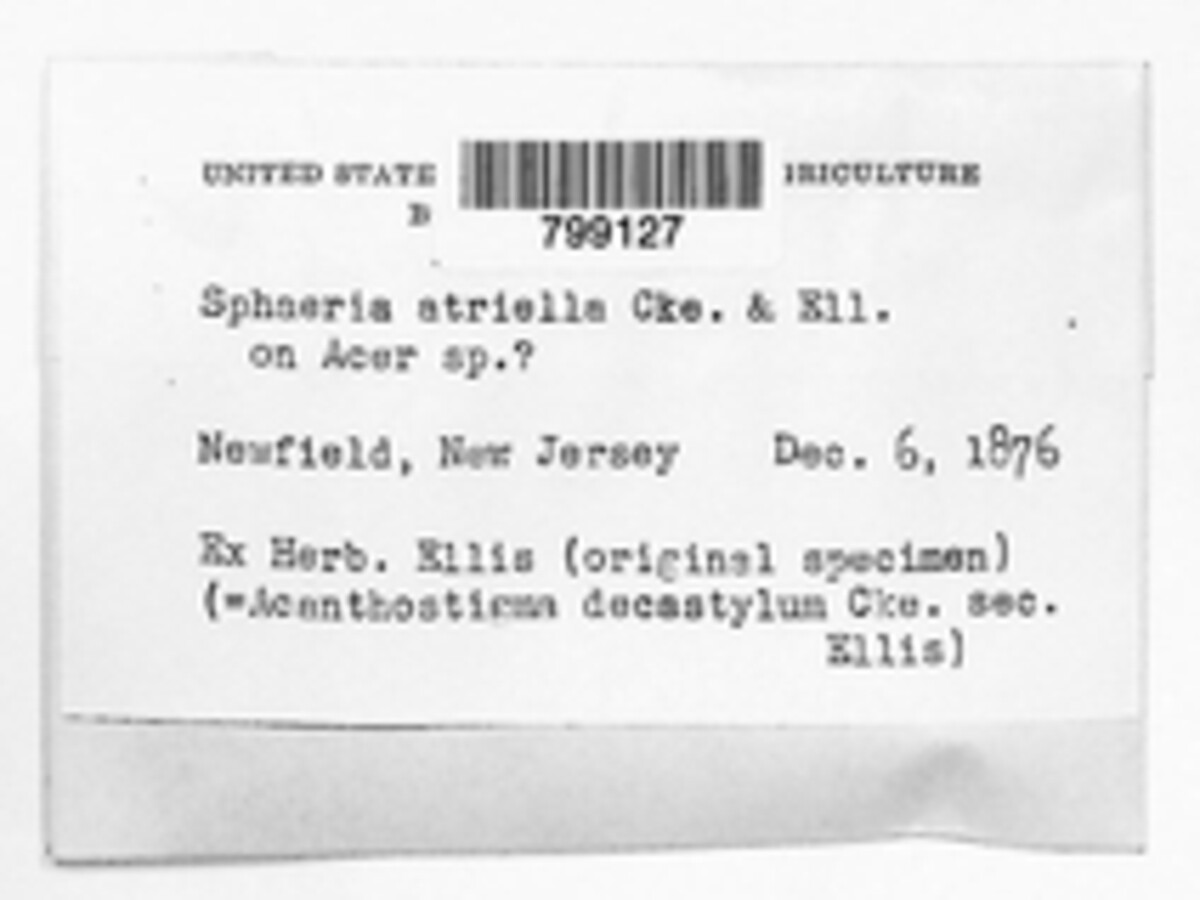 UNITED STATE
IRICULTURE
B
799127
Sphaeria atriella Cke. & Ell.
on Acer sp.?
Newfield, New Jersey Dec. 6, 1876
Ex Herb. Ellis (original specimen)
(=Acanthostigma decastylum Cke. sec.
Ellis)